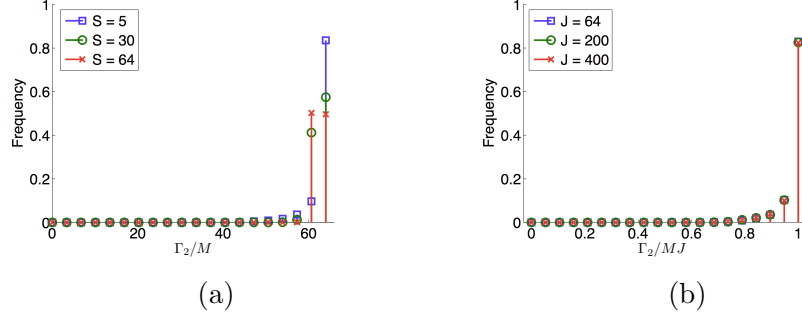 S = 5
S = 30
S = 64
Frequency
1
0.8
0.6
0.4
0.2
0
0 20 40 60
Γ₂/M
(a)
J = 64
J = 200
J = 400
Frequency
1
0.8
0.6
0.4
0.2
0
0 0.2 0.4 0.6 0.8 1
Γ₂/MJ
(b)